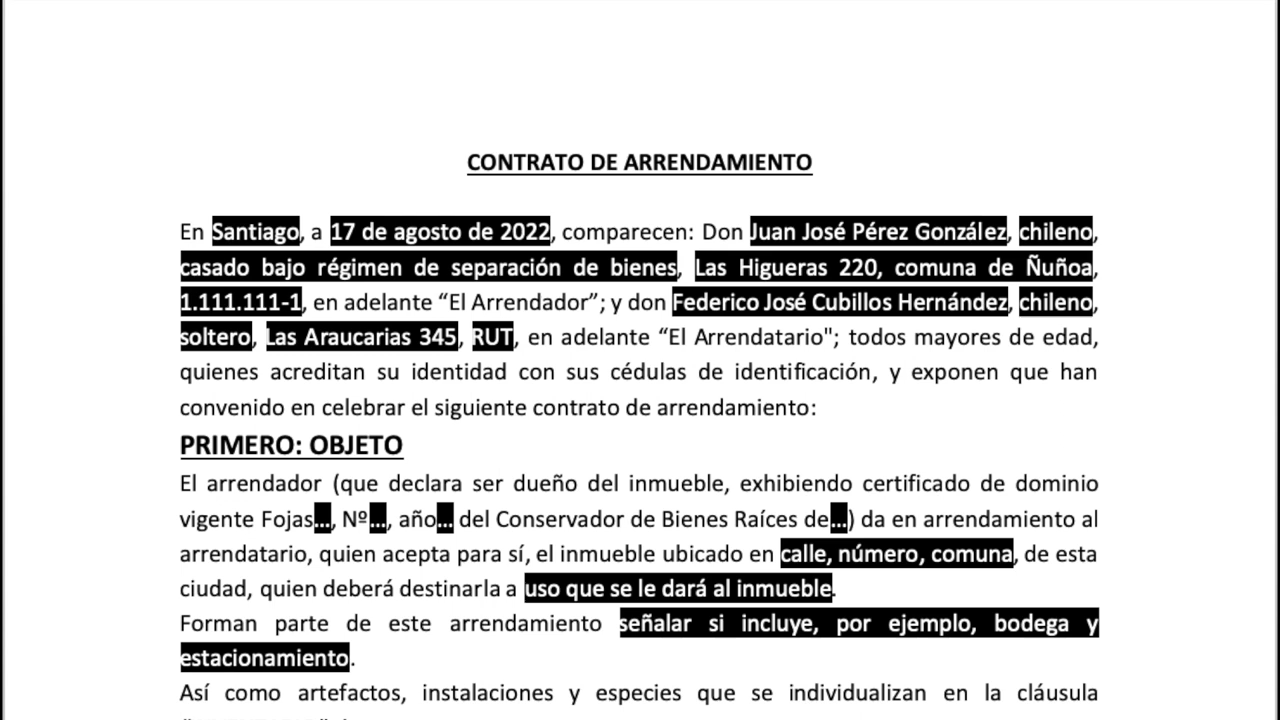 CONTRATO DE ARRENDAMIENTO
En Santiago, a 17 de agosto de 2022, comparecen: Don Juan José Pérez González, chileno,
casado bajo régimen de separación de bienes, Las Higueras 220, comuna de Ñuñoa,
1.111.111-1, en adelante “El Arrendador”; y don Federico José Cubillos Hernández, chileno,
soltero, Las Araucarias 345, RUT, en adelante “El Arrendatario"; todos mayores de edad,
quienes acreditan su identidad con sus cédulas de identificación, y exponen que han
convenido en celebrar el siguiente contrato de arrendamiento:
PRIMERO: OBJETO
El arrendador (que declara ser dueño del inmueble, exhibiendo certificado de dominio
vigente Fojas…, Nº…, año… del Conservador de Bienes Raíces de…) da en arrendamiento al
arrendatario, quien acepta para sí, el inmueble ubicado en calle, número, comuna, de esta
ciudad, quien deberá destinarla a uso que se le dará al inmueble.
Forman parte de este arrendamiento señalar si incluye, por ejemplo, bodega y
estacionamiento.
Así como artefactos, instalaciones y especies que se individualizan en la cláusula